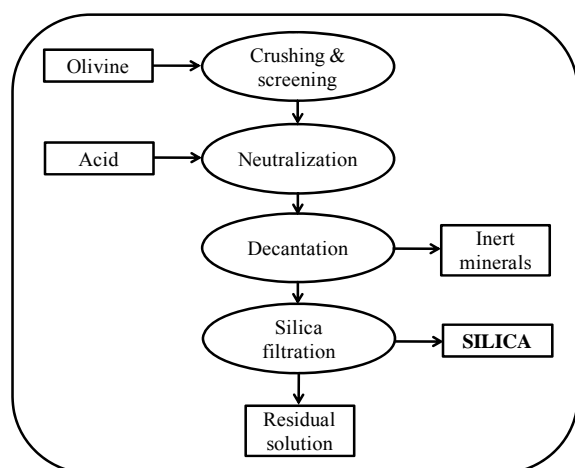 Olivine
Crushing &
screening
Acid
Neutralization
Decantation
Inert
minerals
Silica
filtration
SILICA
Residual
solution